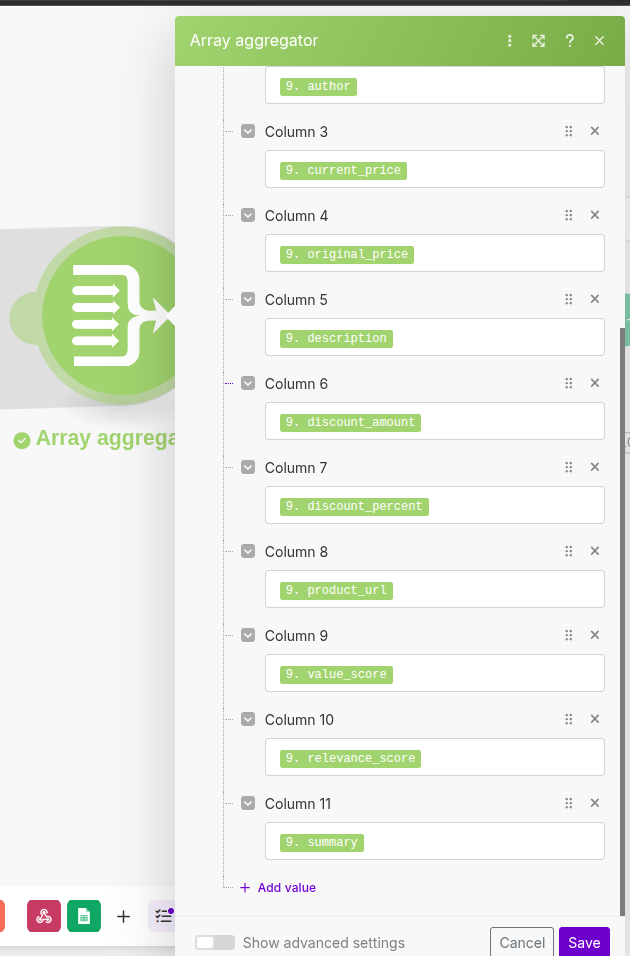 Array aggregator
?
9. author
Column 3
9. current_price
Column 4
9. original_price
Column 5
9. description
Column 6
9. discount_amount
Column 7
9. discount_percent
Column 8
9. product_url
Column 9
9. value_score
Column 10
9. relevance_score
Column 11
9. summary
Add value
Show advanced settings
Cancel
Save
Array aggrega